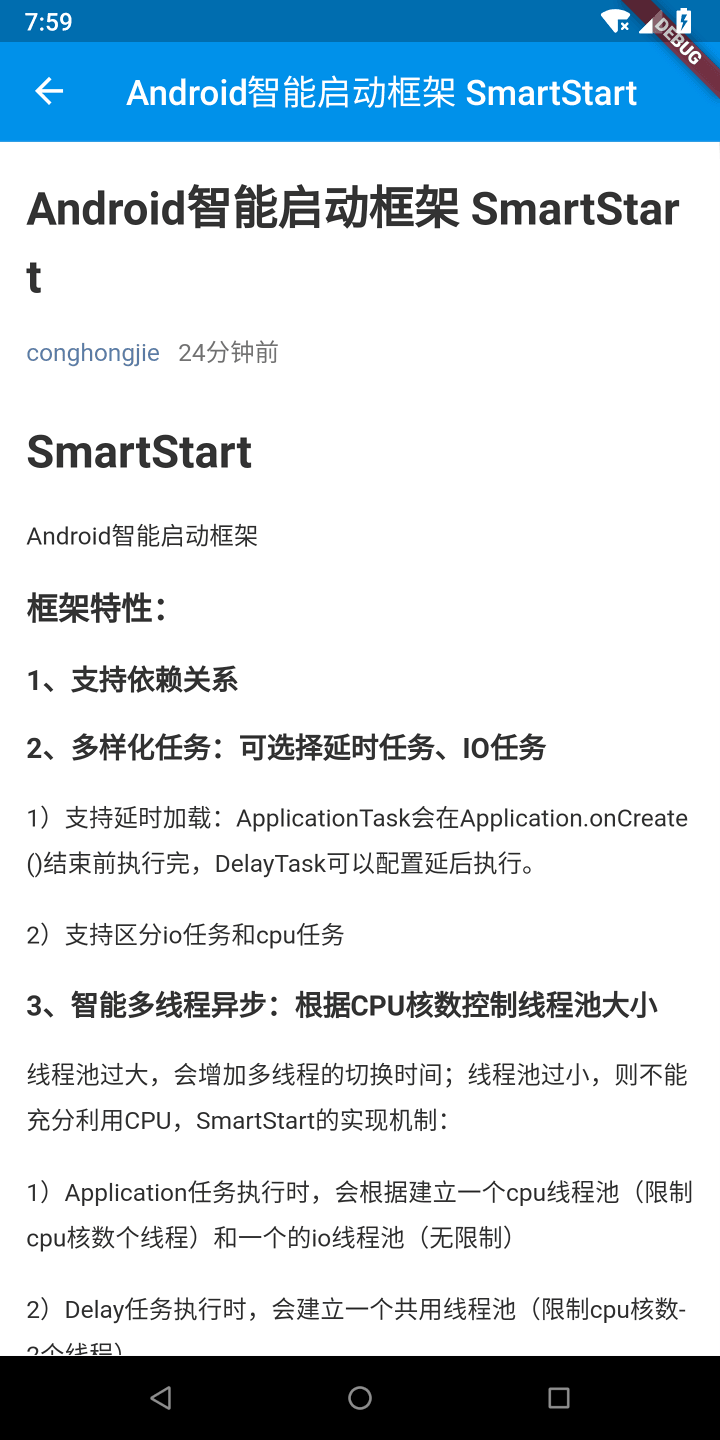 7:59
DEBUG
Android智能启动框架 SmartStart
Android智能启动框架 SmartStar
t
conghongjie 24分钟前
SmartStart
Android智能启动框架
框架特性：
1、支持依赖关系
2、多样化任务：可选择延时任务、IO任务
1）支持延时加载：ApplicationTask会在Application.onCreate
()结束前执行完，DelayTask可以配置延后执行。
2）支持区分io任务和cpu任务
3、智能多线程异步：根据CPU核数控制线程池大小
线程池过大，会增加多线程的切换时间；线程池过小，则不能
充分利用CPU，SmartStart的实现机制：
1）Application任务执行时，会根据建立一个cpu线程池（限制
cpu核数个线程）和一个的io线程池（无限制）
2）Delay任务执行时，会建立一个共用线程池（限制cpu核数-
2个线程）